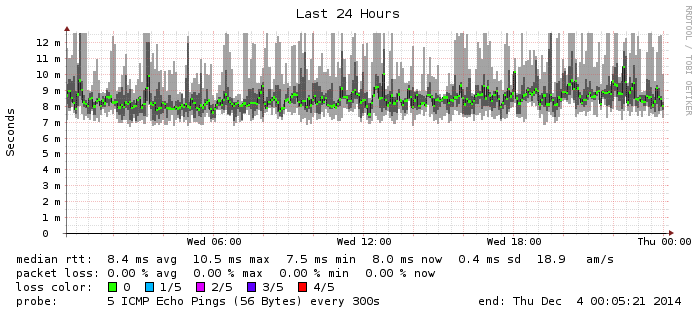 Last 24 Hours
RRDTOOL / TOBI OETIKER
Seconds
12 m
11 m
10 m
9 m
8 m
7 m
6 m
5 m
4 m
3 m
2 m
1 m
0
Wed 06:00 Wed 12:00 Wed 18:00 Thu 00:00
median rtt: 8.4 ms avg 10.5 ms max 7.5 ms min 8.0 ms now 0.4 ms sd 18.9 am/s
packet loss: 0.00 % avg 0.00 % max 0.00 % min 0.00 % now
loss color: 0 1/5 2/5 3/5 4/5
probe: 5 ICMP Echo Pings (56 Bytes) every 300s end: Thu Dec 4 00:05:21 2014